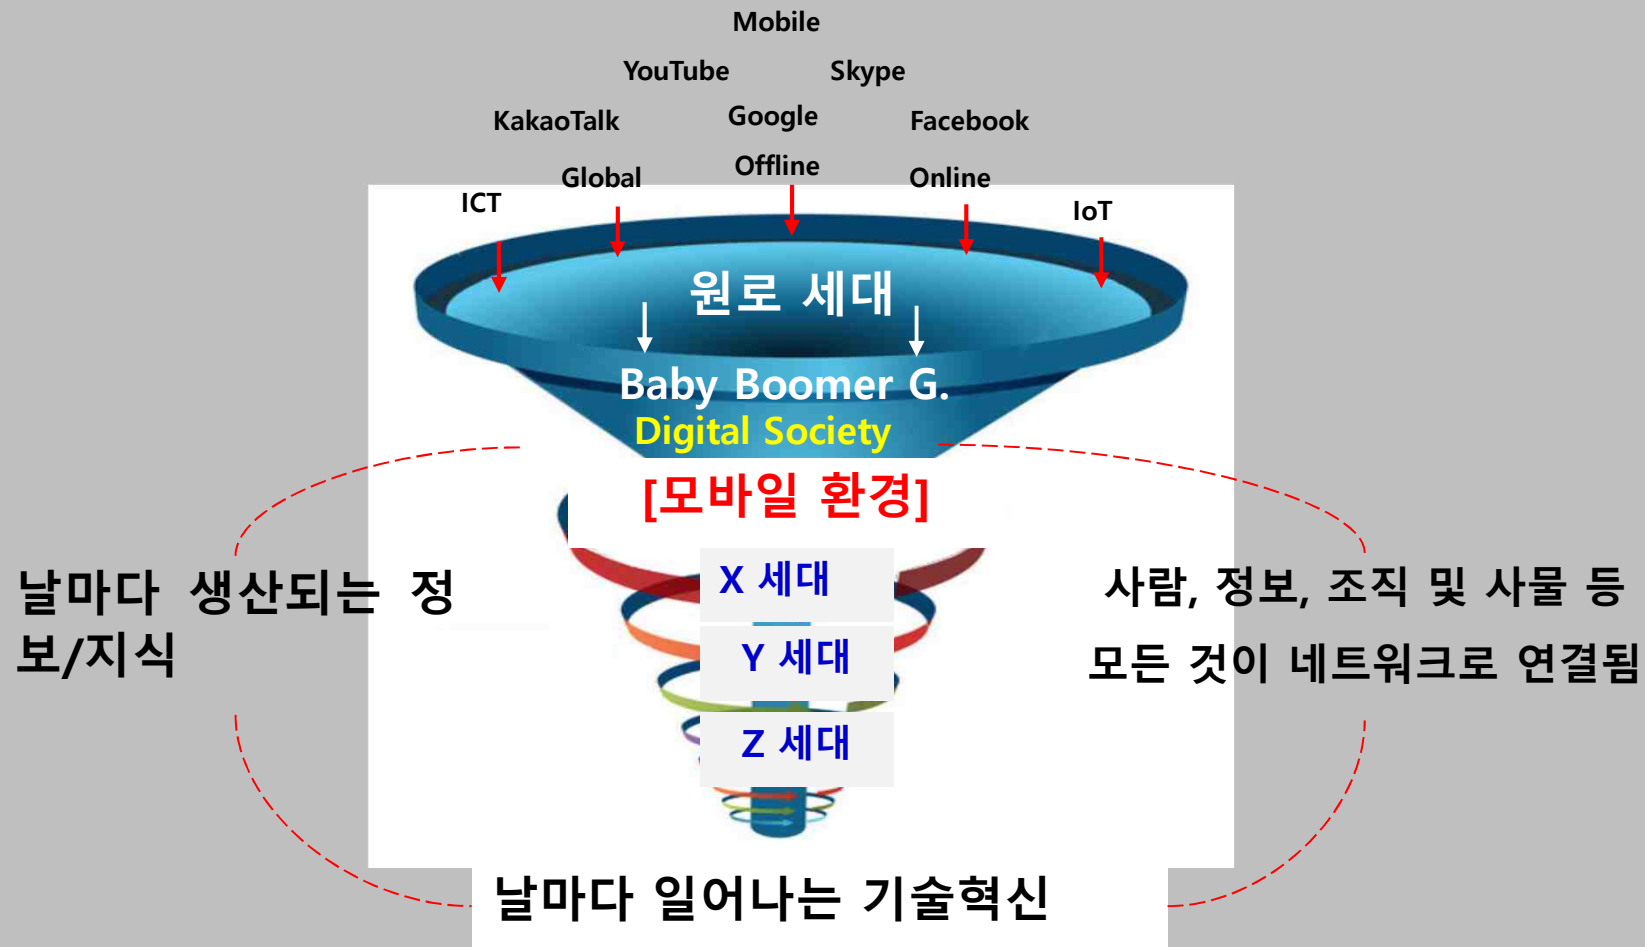 Mobile
YouTube
Skype
KakaoTalk
Google
Facebook
Global
Offline
Online
ICT
IoT
원로 세대
Baby Boomer G.
Digital Society
[모바일 환경]
X 세대
Y 세대
Z 세대
날마다 생산되는 정
보/지식
사람, 정보, 조직 및 사물 등
모든 것이 네트워크로 연결됨
날마다 일어나는 기술혁신